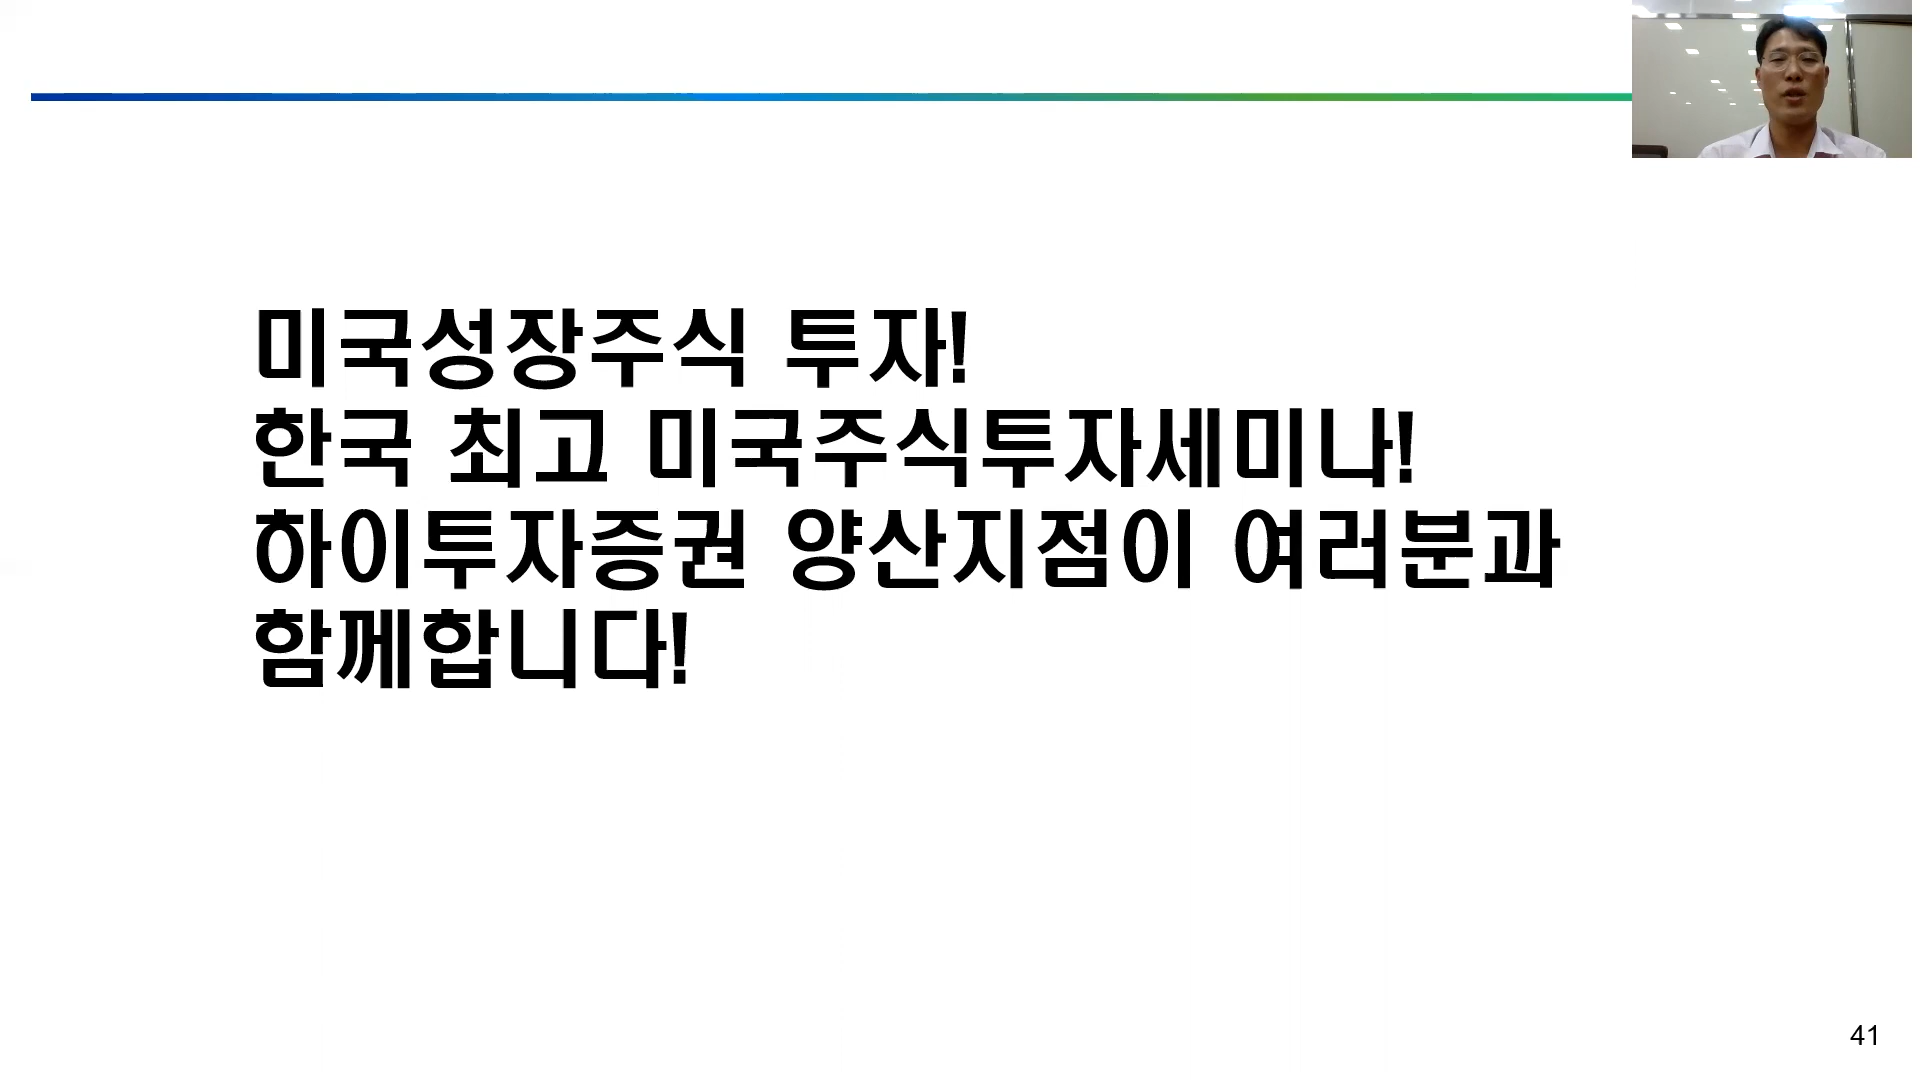 미국성장주식 투자!
한국 최고 미국주식투자세미나!
하이투자증권 양산지점이 여러분과
함께합니다!
41